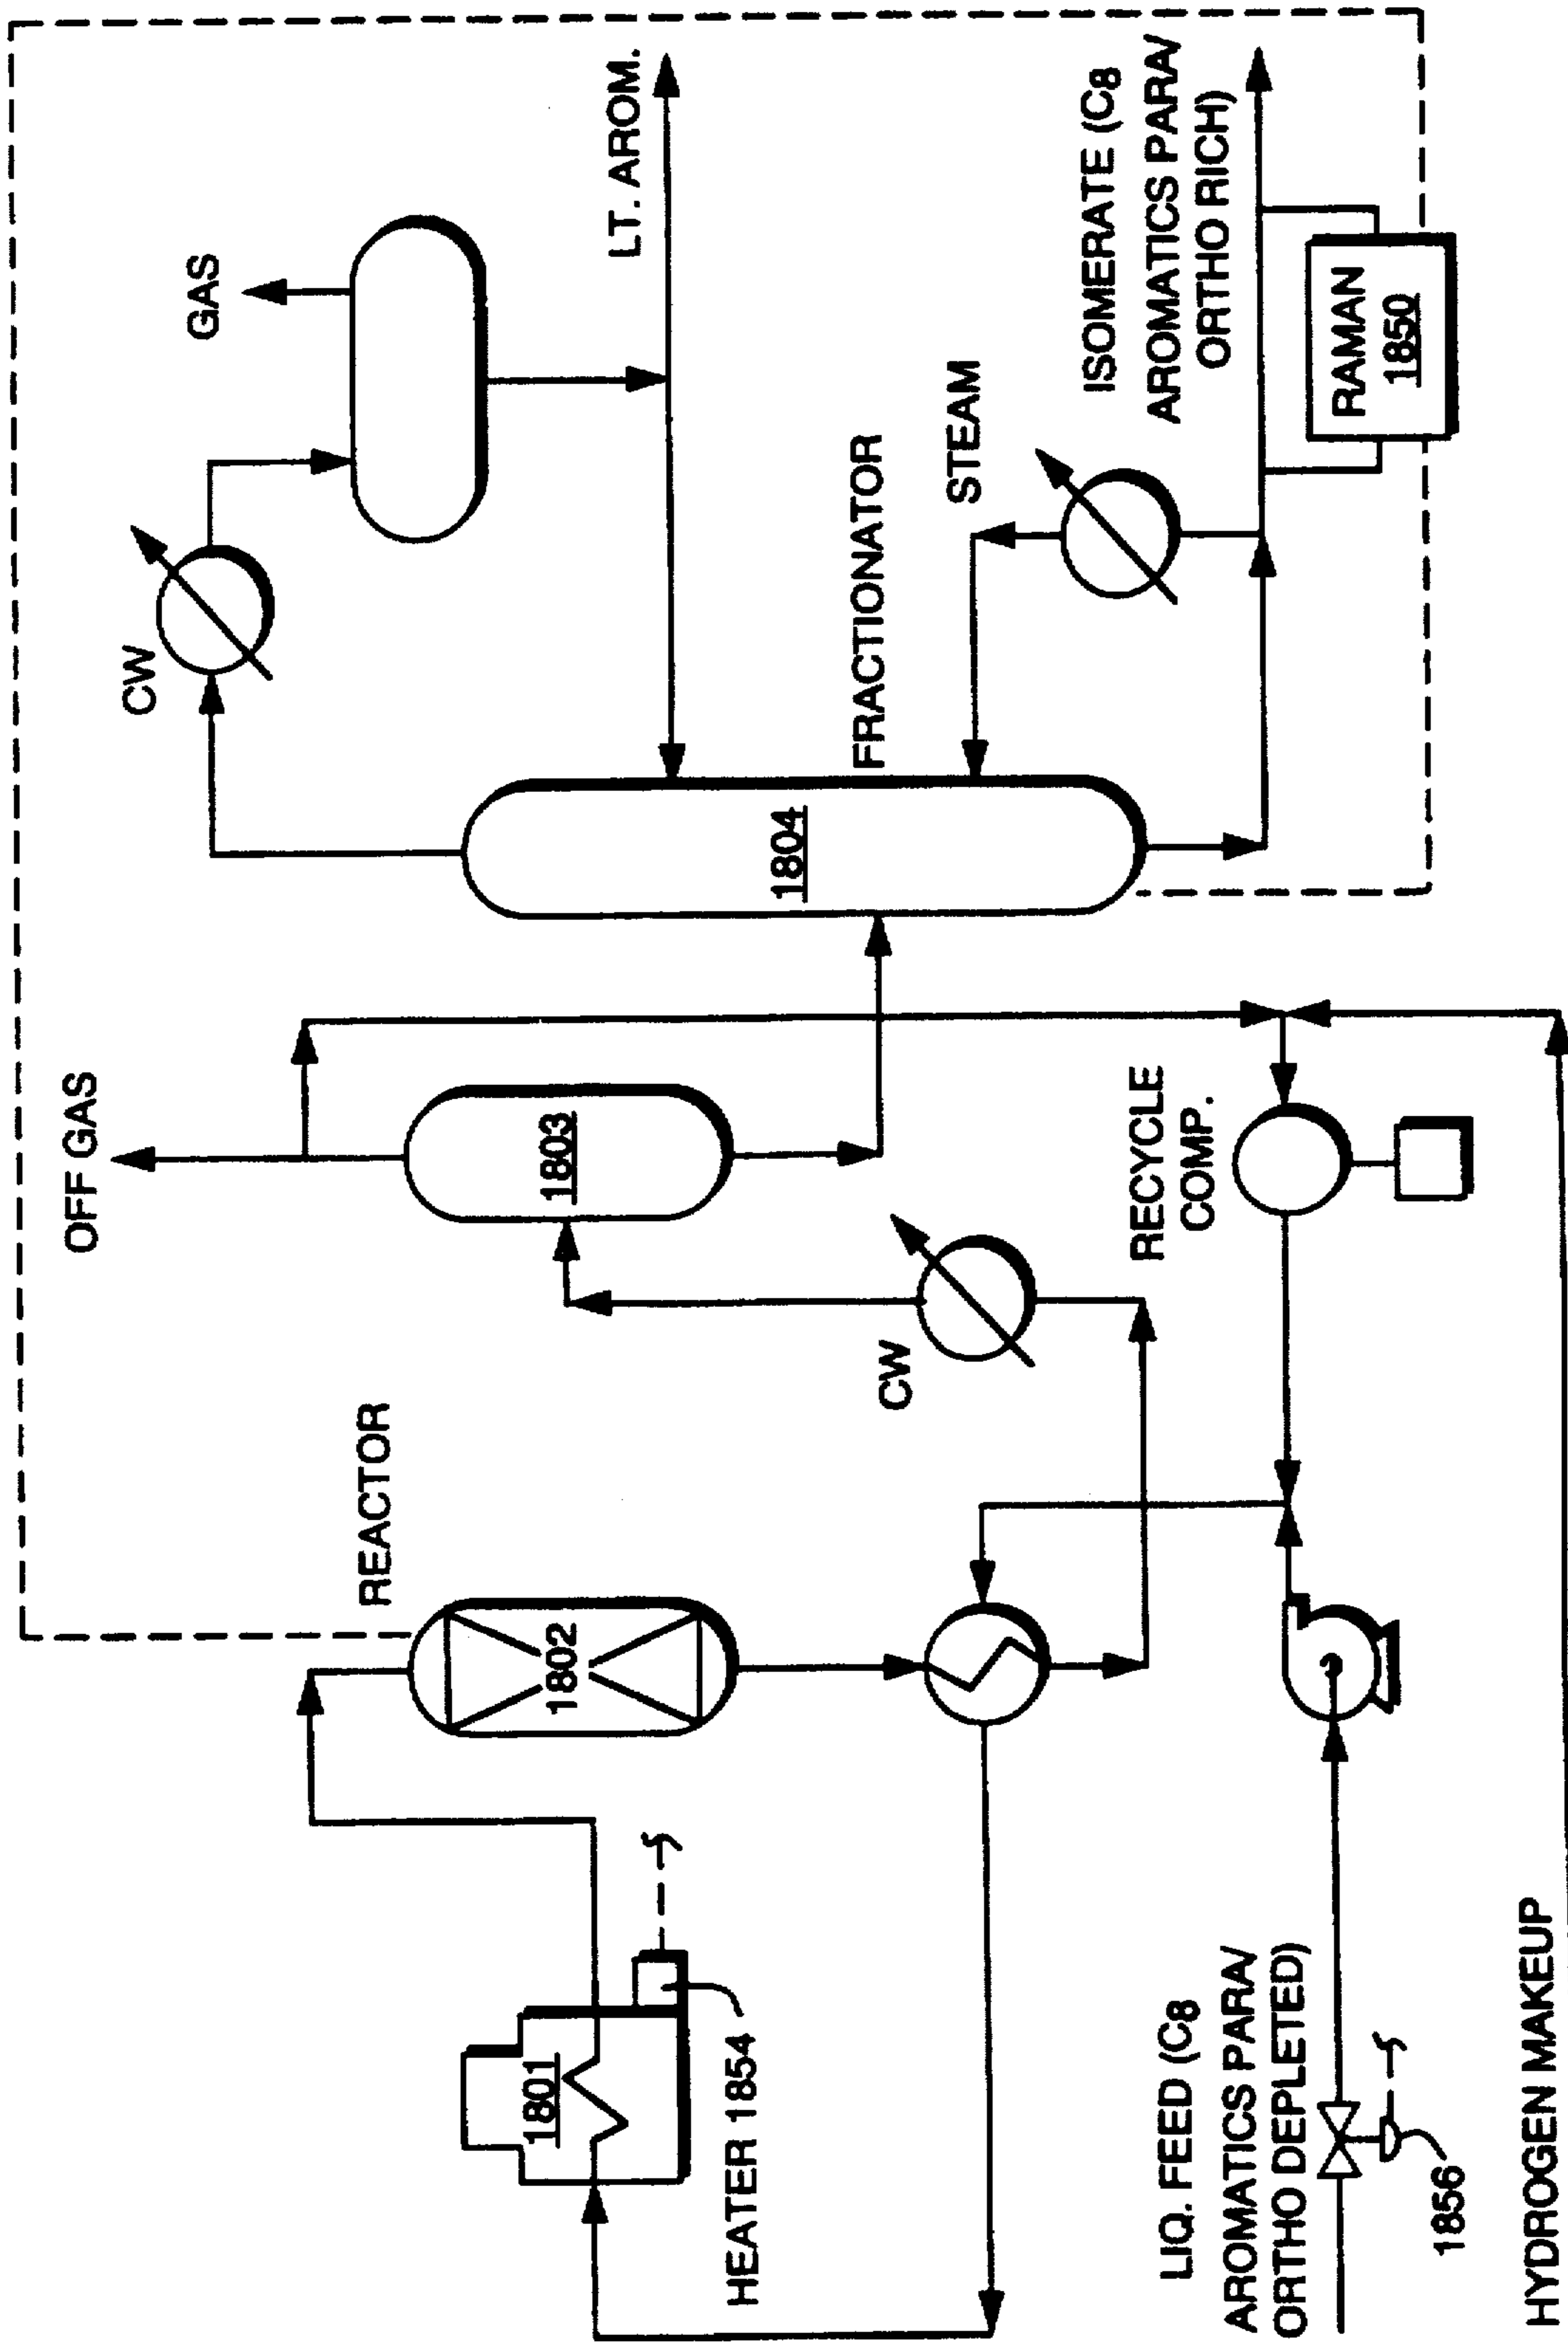 OFF GAS
GAS
CW
LT. AROM.
REACTOR
1803
1802
1801
HEATER 1854
CW
1804
FRACTIONATOR
STEAM
ISOMERATE (C8
AROMATICS PARA/
ORTHO RICH)
RAMAN
1850
RECYCLE
COMP.
LIQ. FEED (C8
AROMATICS PARA/
ORTHO DEPLETED)
1856
HYDROGEN MAKEUP